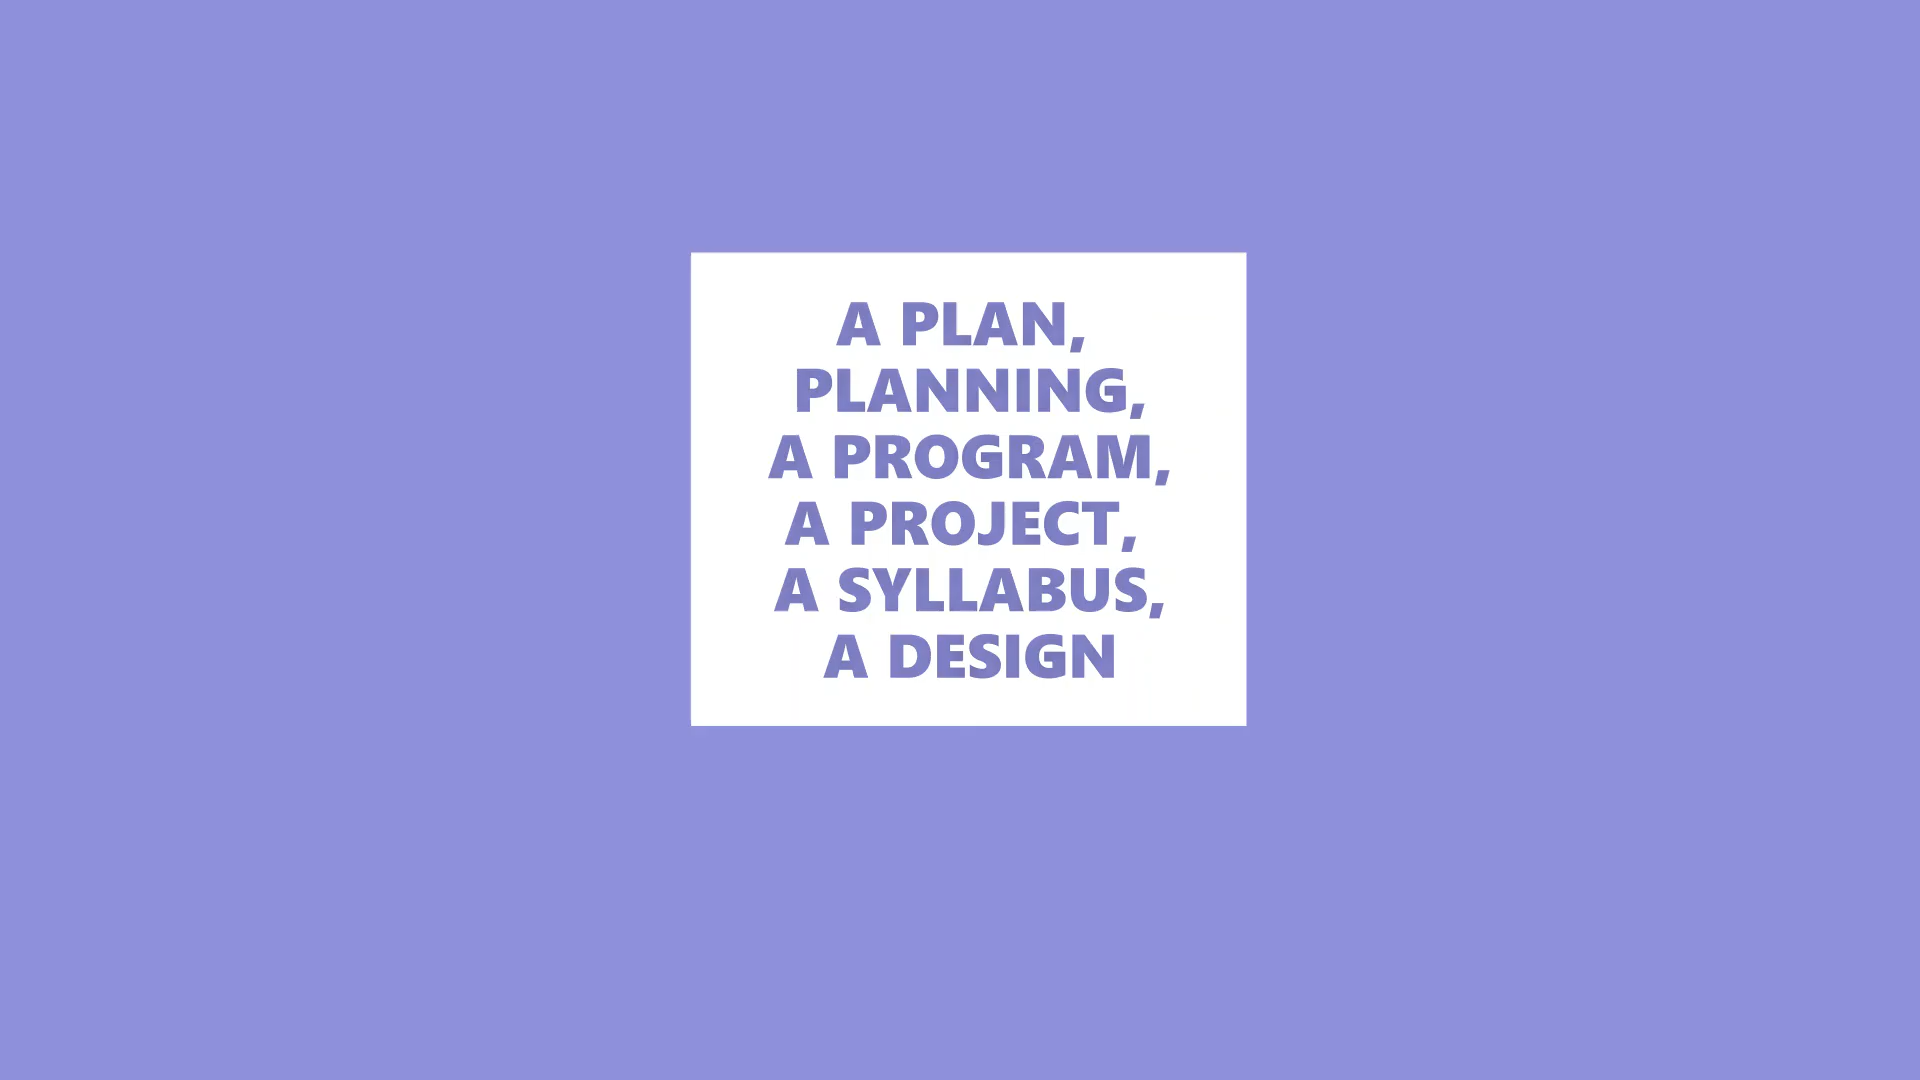 A PLAN,
PLANNING,
A PROGRAM,
A PROJECT,
A SYLLABUS,
A DESIGN